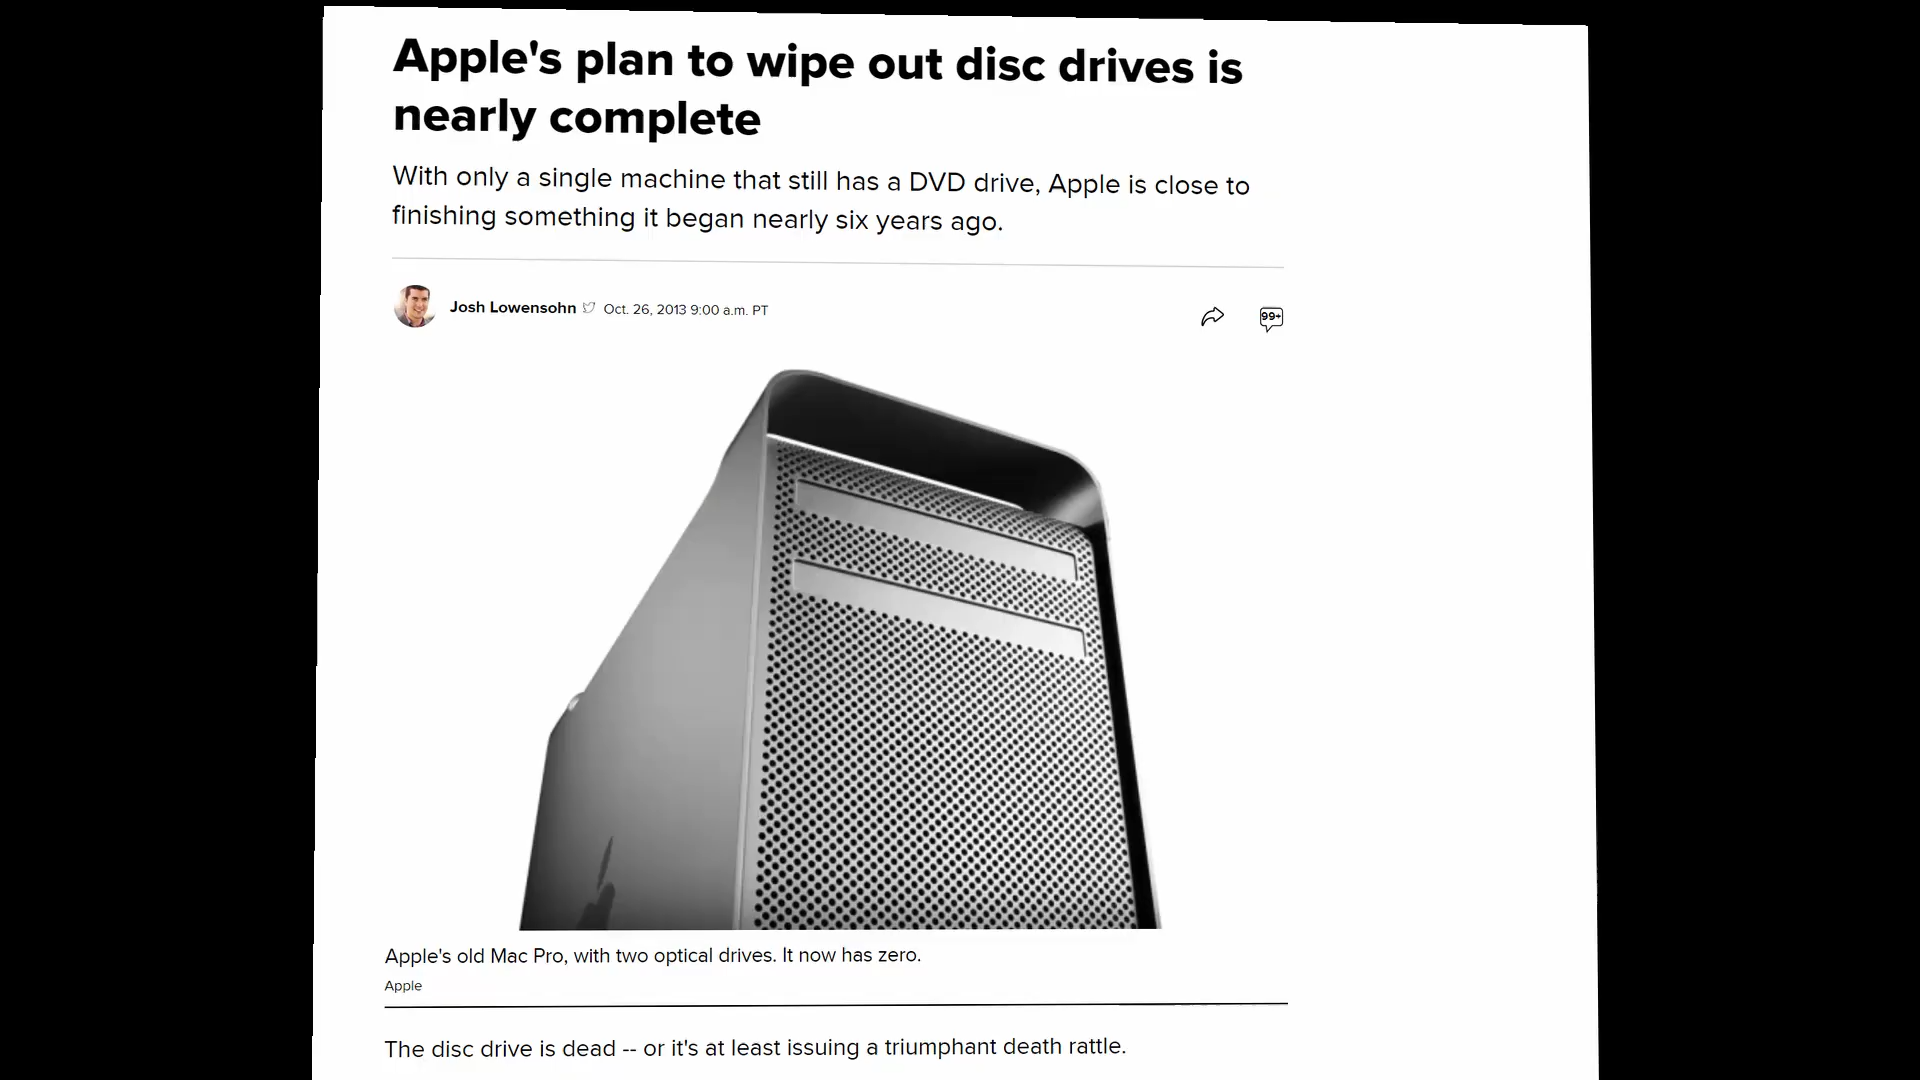 Apple's plan to wipe out disc drives is
nearly complete
With only a single machine that still has a DVD drive, Apple is close to
finishing something it began nearly six years ago.
Josh Lowensohn Oct. 26, 2013 9:00 a.m. PT
99+
Apple's old Mac Pro, with two optical drives. It now has zero.
Apple
The disc drive is dead -- or it's at least issuing a triumphant death rattle.